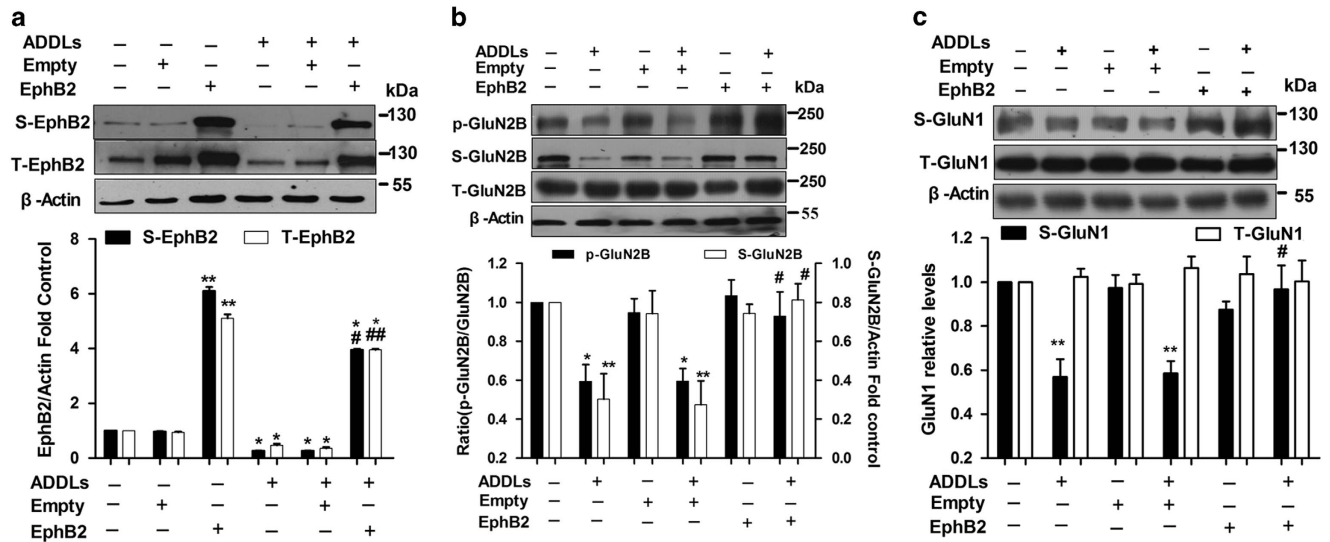 a
ADDLs – – – + + +
Empty – + – – + –
EphB2 – – + – – + kDa
S-EphB2 130
T-EphB2 130
β -Actin 55
S-EphB2 T-EphB2
EphB2/Actin Fold Control
8
6
4
2
0
** **
* * * *
* *
# ##
ADDLs – – – + + +
Empty – + – – + –
EphB2 – – + – – +
b
ADDLs – + – + – +
Empty – – + + – –
EphB2 – – – – + + kDa
p-GluN2B 250
S-GluN2B 250
T-GluN2B 250
β -Actin 55
p-GluN2B S-GluN2B
Ratio(p-GluN2B/GluN2B)
1.2
1.0
0.8
0.6
0.4
0.2
* ** * ** # #
1.0
0.8
0.6
0.4
0.2
0.0
S-GluN2B/Actin Fold control
ADDLs – + – + – +
Empty – – + + – –
EphB2 – – – – + +
c
ADDLs – + – + – +
Empty – – + + – –
EphB2 – – – – + + kDa
S-GluN1 130
T-GluN1 130
β -Actin 55
S-GluN1 T-GluN1
GluN1 relative levels
1.2
1.0
0.8
0.6
0.4
0.2
** ** #
ADDLs – + – + – +
Empty – – + + – –
EphB2 – – – – + +